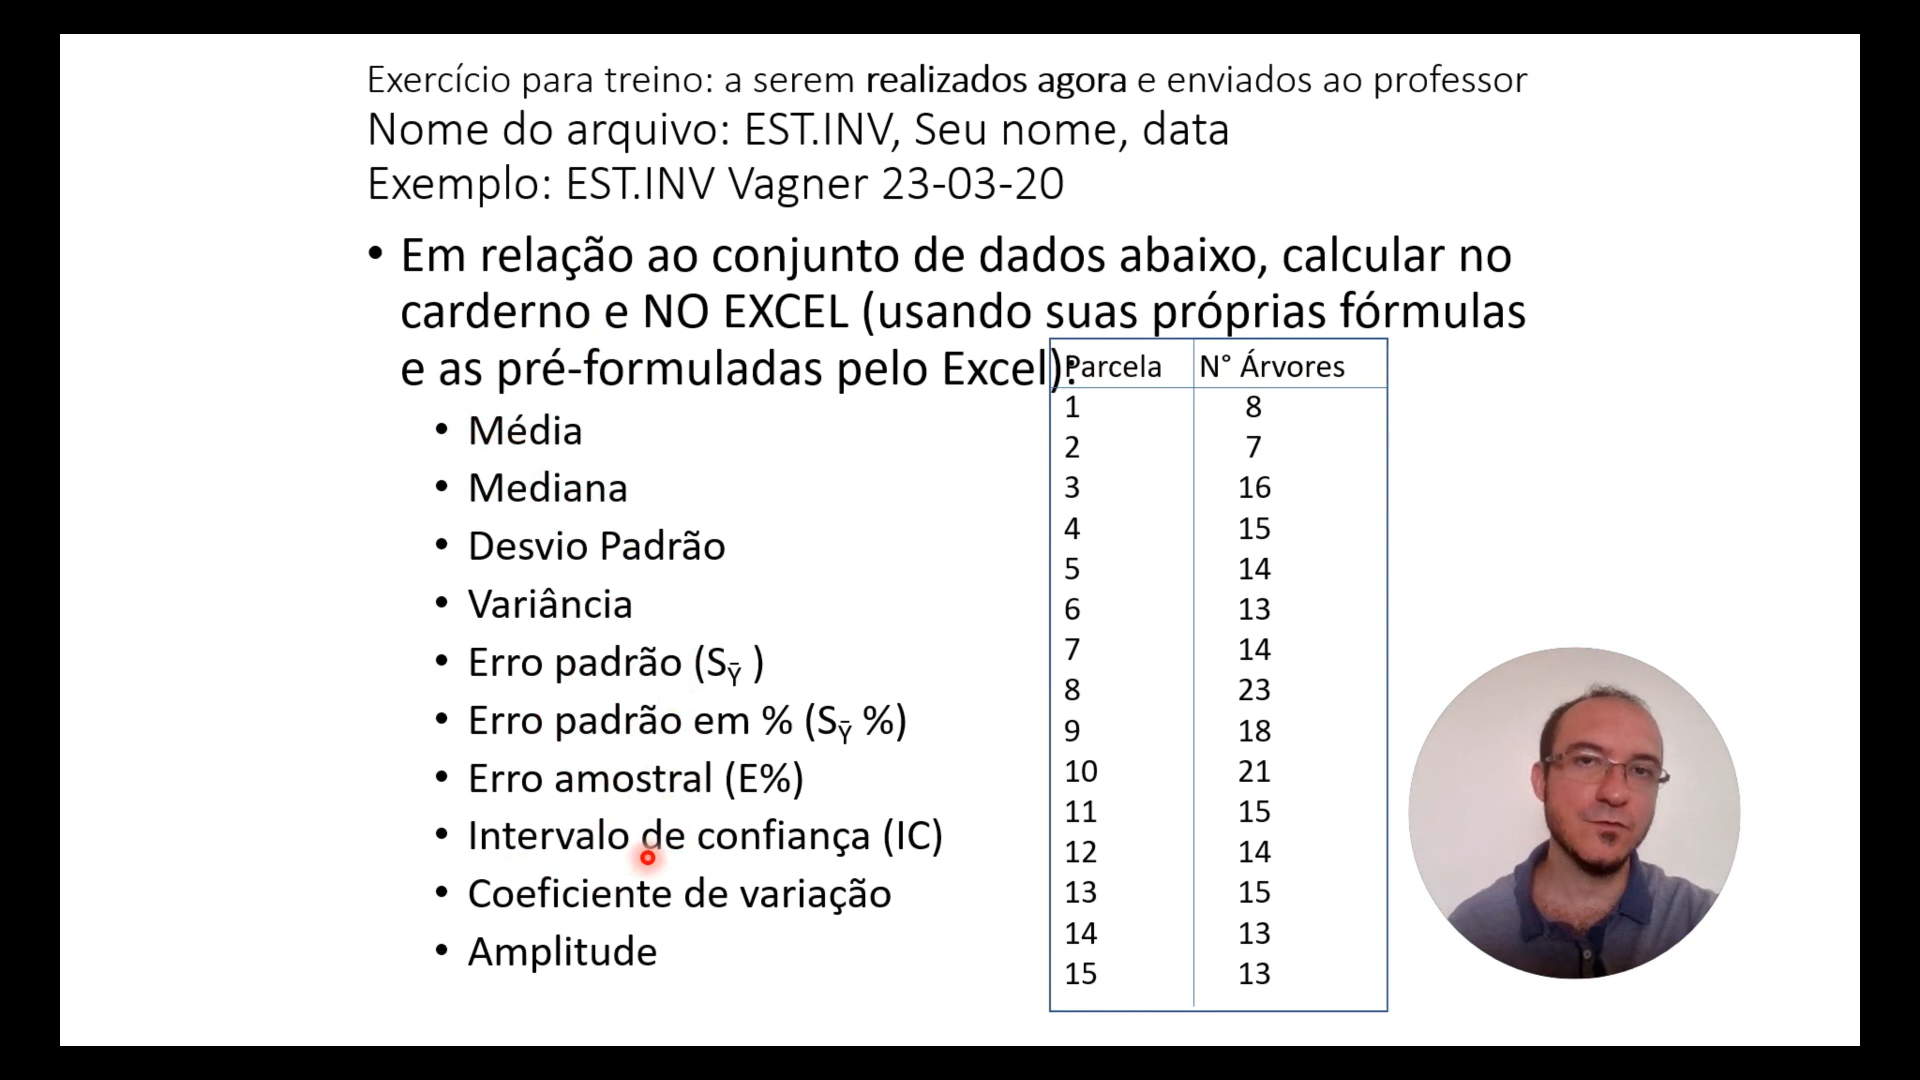 Exercício para treino: a serem realizados agora e enviados ao professor
Nome do arquivo: EST.INV, Seu nome, data
Exemplo: EST.INV Vagner 23-03-20
• Em relação ao conjunto de dados abaixo, calcular no
carderno e NO EXCEL (usando suas próprias fórmulas
e as pré-formuladas pelo Excel):
• Média
• Mediana
• Desvio Padrão
• Variância
• Erro padrão (SȲ )
• Erro padrão em % (SȲ %)
• Erro amostral (E%)
• Intervalo de confiança (IC)
• Coeficiente de variação
• Amplitude
Parcela N° Árvores
1 8
2 7
3 16
4 15
5 14
6 13
7 14
8 23
9 18
10 21
11 15
12 14
13 15
14 13
15 13